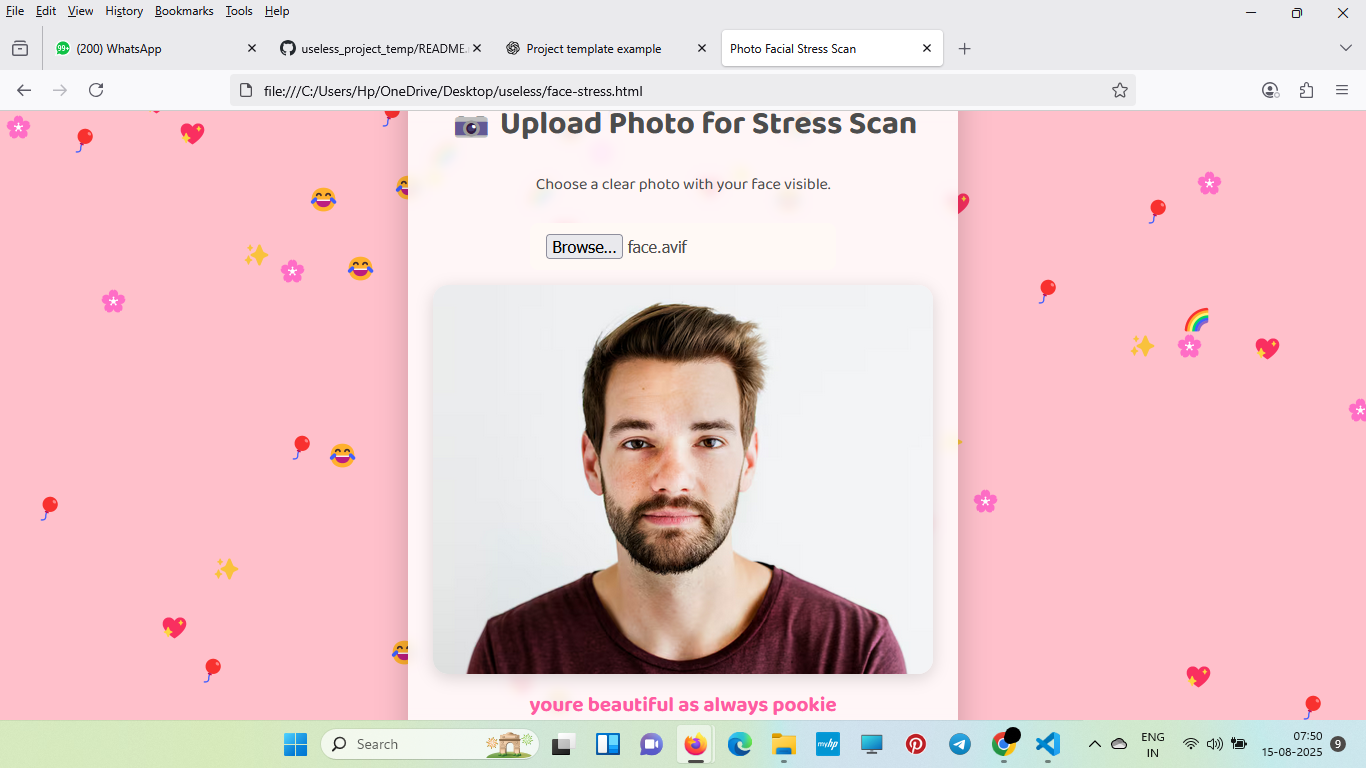 File Edit View History Bookmarks Tools Help
99+ (200) WhatsApp
useless_project_temp/README.
Project template example
Photo Facial Stress Scan
file:///C:/Users/Hp/OneDrive/Desktop/useless/face-stress.html
Upload Photo for Stress Scan
Choose a clear photo with your face visible.
Browse... face.avif
youre beautiful as always pookie
Search
myhp
ENG
IN
07:50
15-08-2025
9